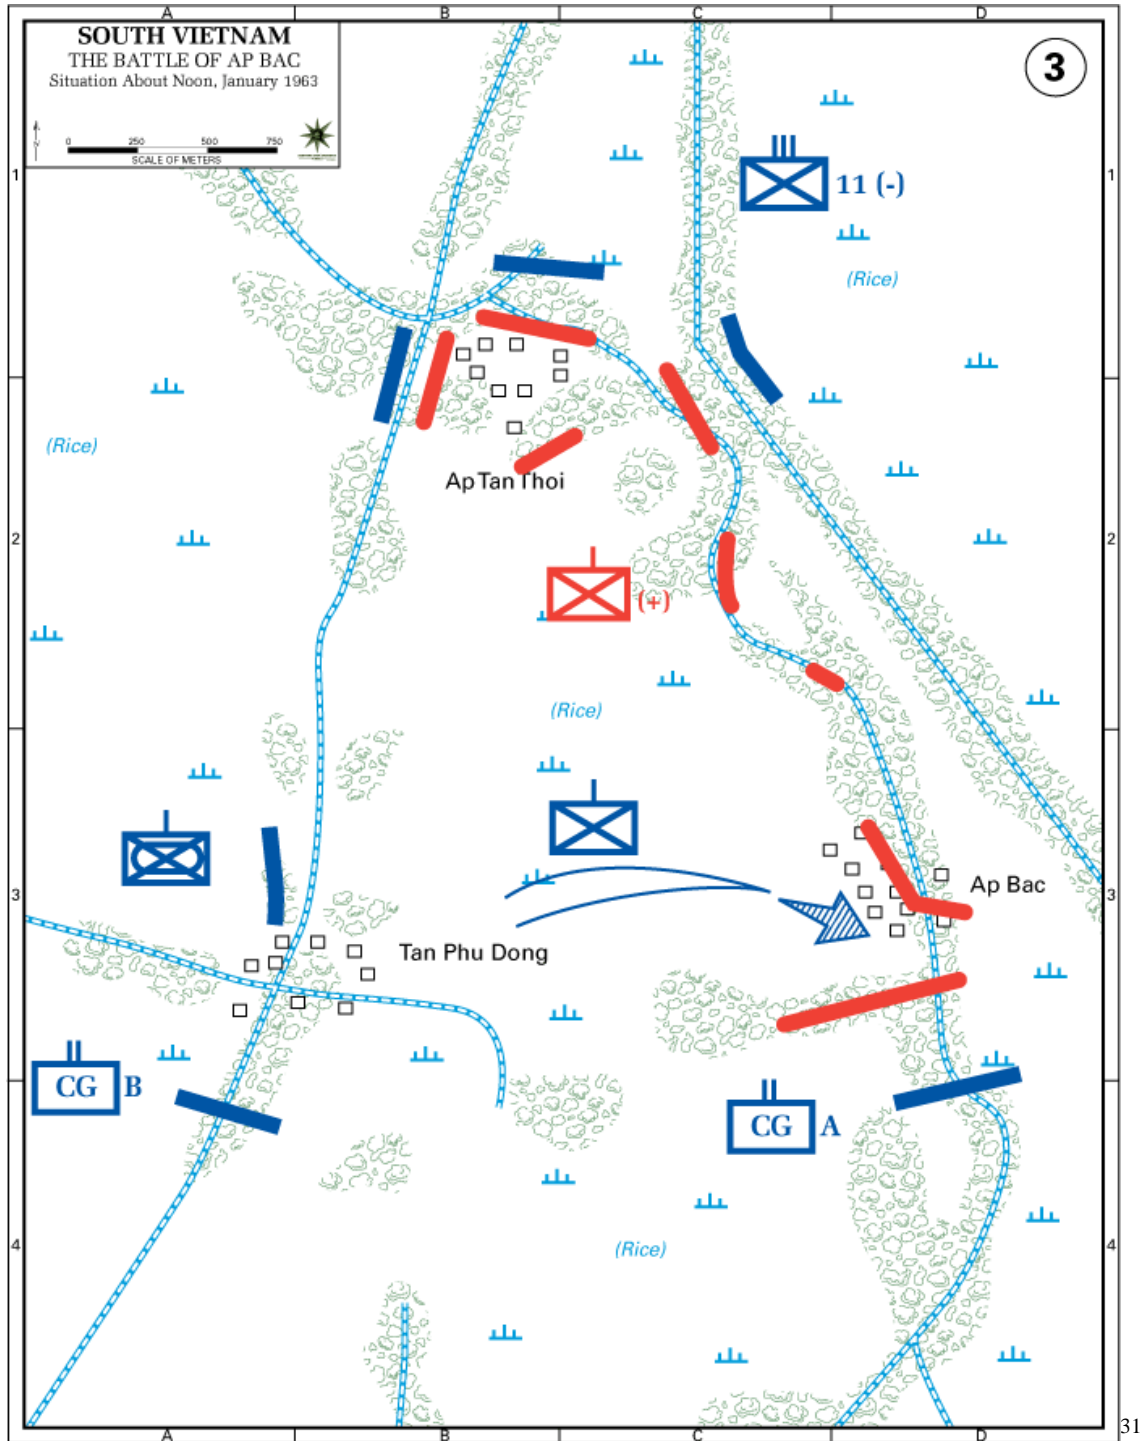 A B C D
SOUTH VIETNAM
THE BATTLE OF AP BAC
Situation About Noon, January 1963
3
N
0 250 500 750
SCALE OF METERS
1 1
11 (-)
(Rice)
(Rice)
Ap Tan Thoi
2 2
(+)
(Rice)
3 3
Ap Bac
Tan Phu Dong
CG B
CG A
4 4
(Rice)
A B C D
31